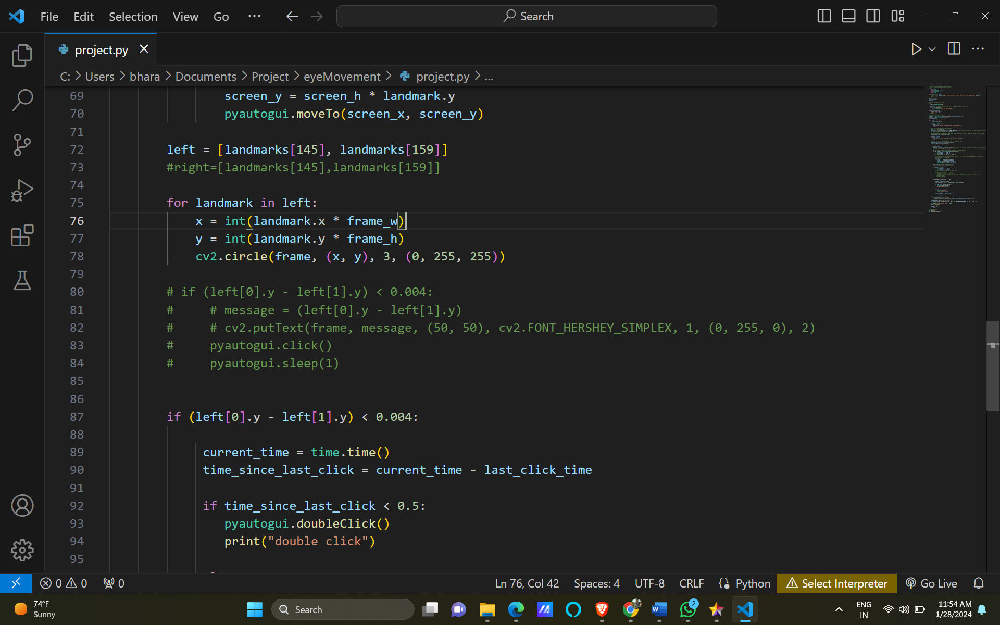 File Edit Selection View Go ··· Search
project.py
C: > Users > bhara > Documents > Project > eyeMovement > project.py > ...
69 screen_y = screen_h * landmark.y
70 pyautogui.moveTo(screen_x, screen_y)
71
72 left = [landmarks[145], landmarks[159]]
73 #right=[landmarks[145],landmarks[159]]
74
75 for landmark in left:
76 x = int(landmark.x * frame_w)
77 y = int(landmark.y * frame_h)
78 cv2.circle(frame, (x, y), 3, (0, 255, 255))
79
80 # if (left[0].y - left[1].y) < 0.004:
81 #     # message = (left[0].y - left[1].y)
82 #     # cv2.putText(frame, message, (50, 50), cv2.FONT_HERSHEY_SIMPLEX, 1, (0, 255, 0), 2)
83 #     pyautogui.click()
84 #     pyautogui.sleep(1)
85
86
87 if (left[0].y - left[1].y) < 0.004:
88
89 current_time = time.time()
90 time_since_last_click = current_time - last_click_time
91
92 if time_since_last_click < 0.5:
93 pyautogui.doubleClick()
94 print("double click")
95
0 0 0 Ln 76, Col 42 Spaces: 4 UTF-8 CRLF {} Python Select Interpreter Go Live
74°F
Sunny
Search
2
ENG
IN
11:54 AM
1/28/2024